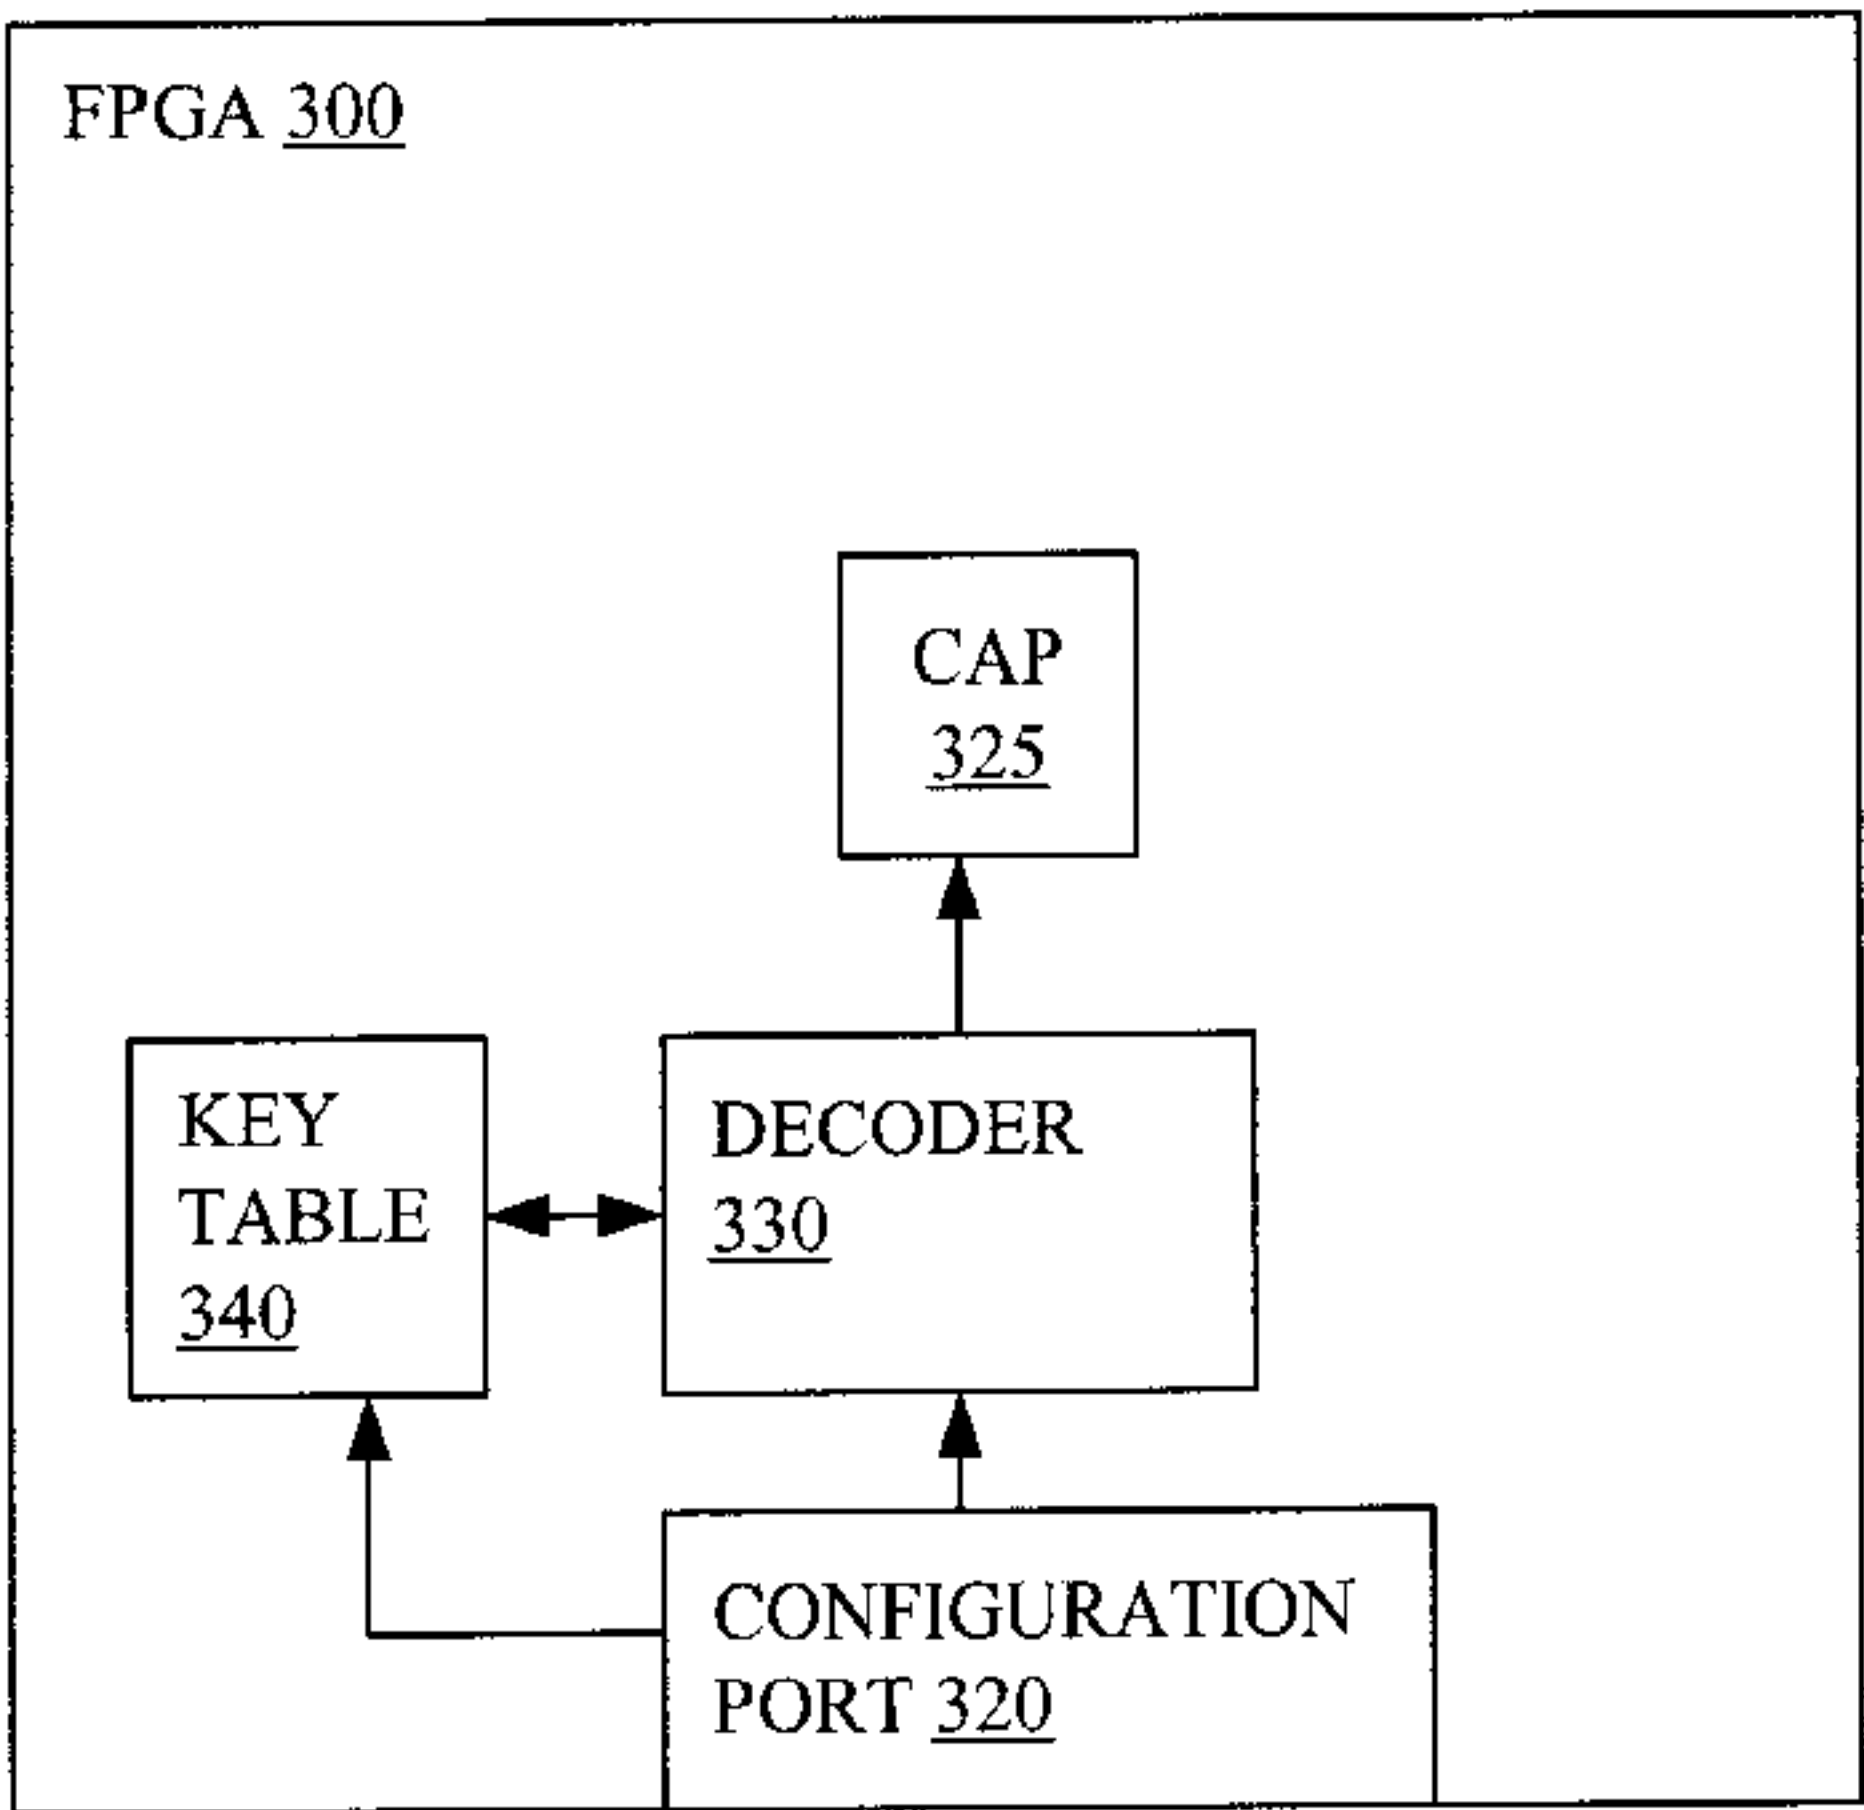 FPGA 300
CAP
325
KEY
TABLE
340
DECODER
330
CONFIGURATION
PORT 320